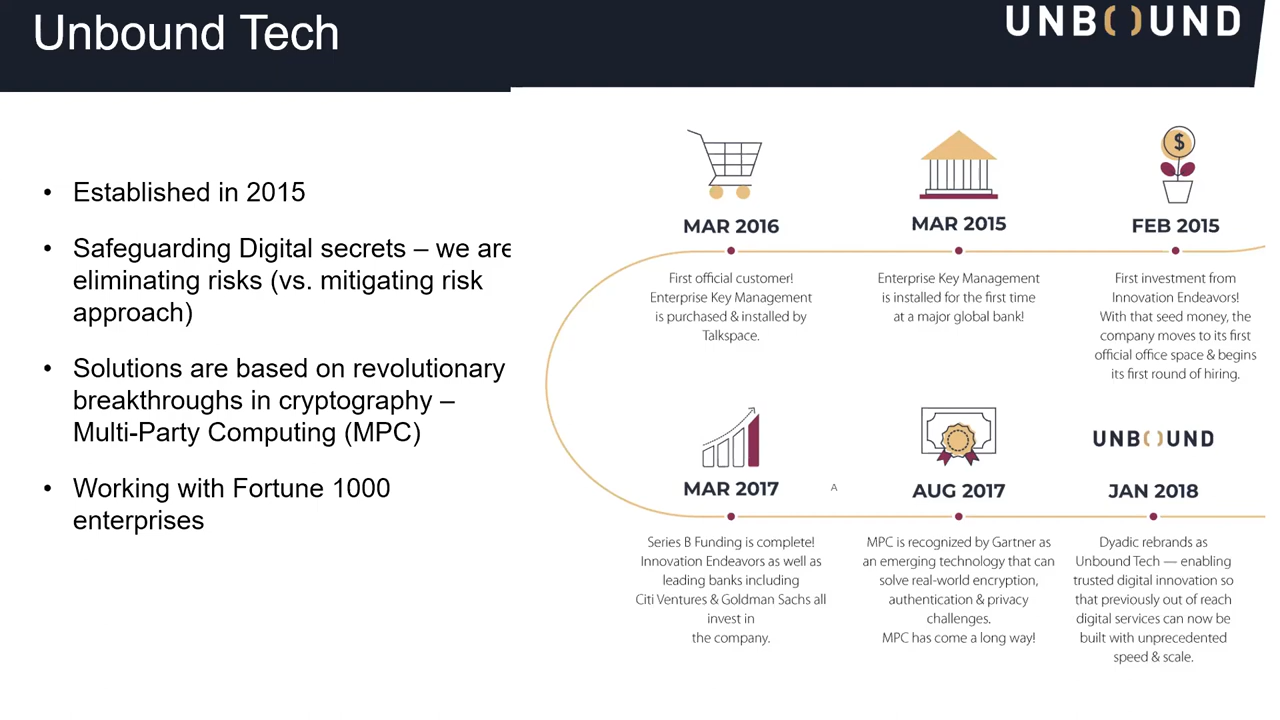 Unbound Tech
UNBOUND
• Established in 2015
• Safeguarding Digital secrets – we are
eliminating risks (vs. mitigating risk
approach)
• Solutions are based on revolutionary
breakthroughs in cryptography –
Multi-Party Computing (MPC)
• Working with Fortune 1000
enterprises
$
MAR 2016
First official customer!
Enterprise Key Management
is purchased & installed by
Talkspace.
MAR 2015
Enterprise Key Management
is installed for the first time
at a major global bank!
FEB 2015
First investment from
Innovation Endeavors!
With that seed money, the
company moves to its first
official office space & begins
its first round of hiring.
MAR 2017
Series B Funding is complete!
Innovation Endeavors as well as
leading banks including
Citi Ventures & Goldman Sachs all
invest in
the company.
A
AUG 2017
MPC is recognized by Gartner as
an emerging technology that can
solve real-world encryption,
authentication & privacy
challenges.
MPC has come a long way!
UNBOUND
JAN 2018
Dyadic rebrands as
Unbound Tech — enabling
trusted digital innovation so
that previously out of reach
digital services can now be
built with unprecedented
speed & scale.